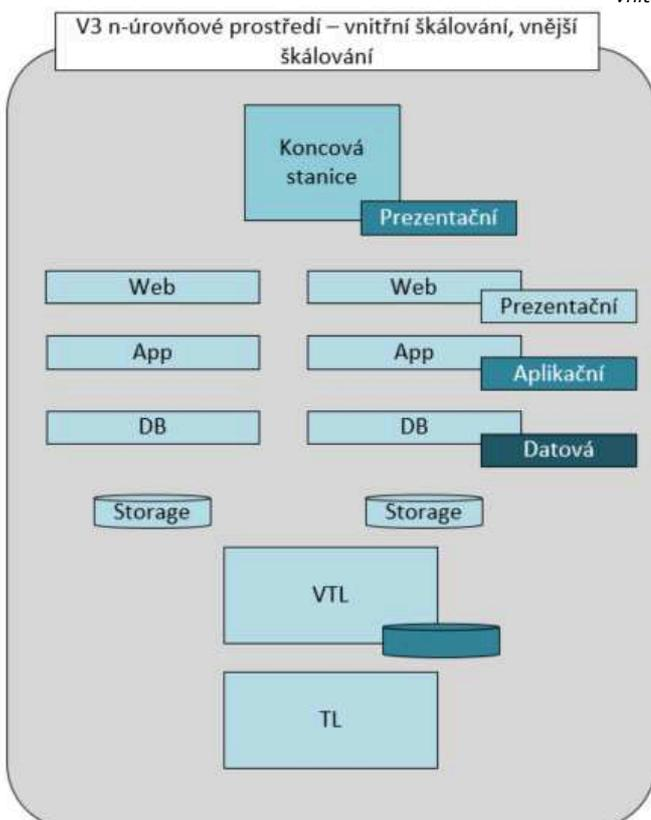 V3 n-úrovňové prostředí – vnitřní škálování, vnější
škálování
Koncová
stanice
Prezentační
Web
Web
Prezentační
App
App
Aplikační
DB
DB
Datová
Storage
Storage
VTL
TL